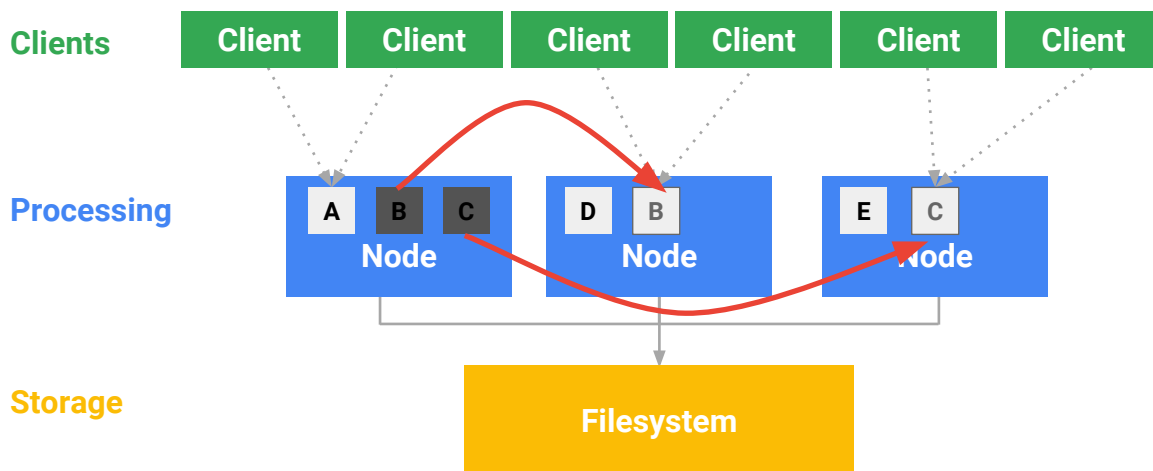 Clients
Client Client Client Client Client Client
Processing
A B C D B E C
Node Node Node
Storage
Filesystem